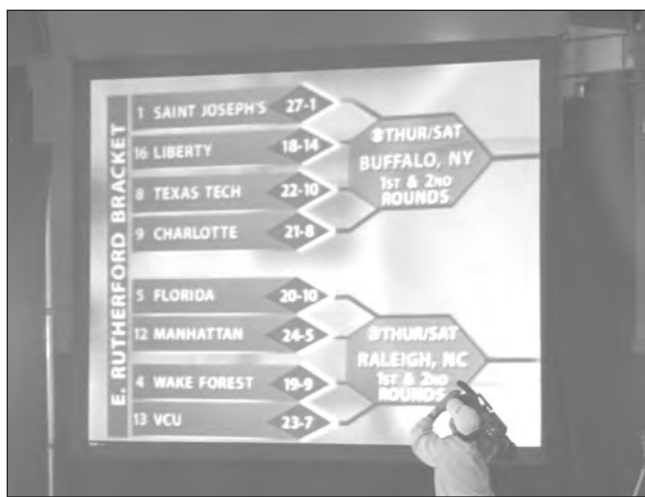 E. RUTHERFORD BRACKET
1 SAINT JOSEPH'S 27-1
16 LIBERTY 18-14
8 TEXAS TECH 22-10
9 CHARLOTTE 21-8
THUR/SAT
BUFFALO, NY
1ST & 2ND
ROUNDS
5 FLORIDA 20-10
12 MANHATTAN 24-5
4 WAKE FOREST 19-9
13 VCU 23-7
THUR/SAT
RALEIGH, NC
1ST & 2ND
ROUNDS